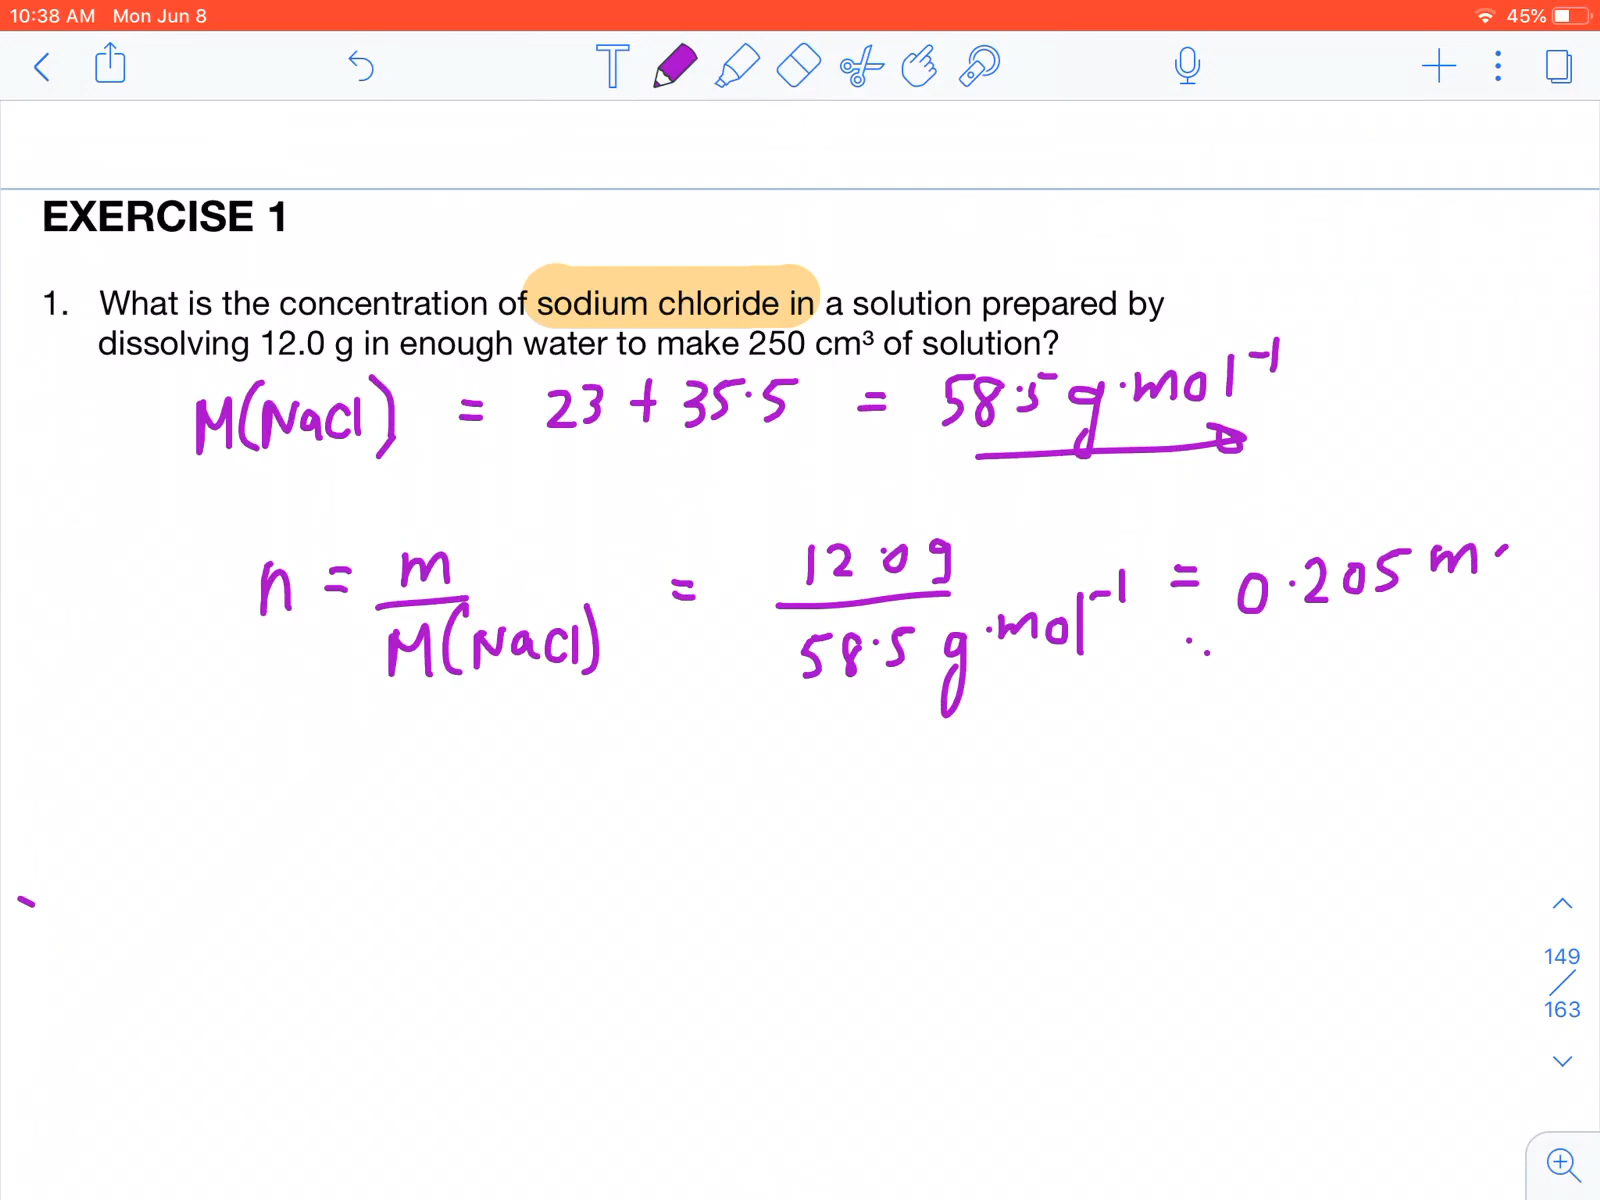 10:38 AM Mon Jun 8 45%
T
EXERCISE 1
1. What is the concentration of sodium chloride in a solution prepared by
dissolving 12.0 g in enough water to make 250 cm³ of solution?
M(NaCl) = 23 + 35.5 = 58.5 g.mol⁻¹
n = m / M(NaCl) = 12.0g / 58.5 g.mol⁻¹ = 0.205 m
149
163